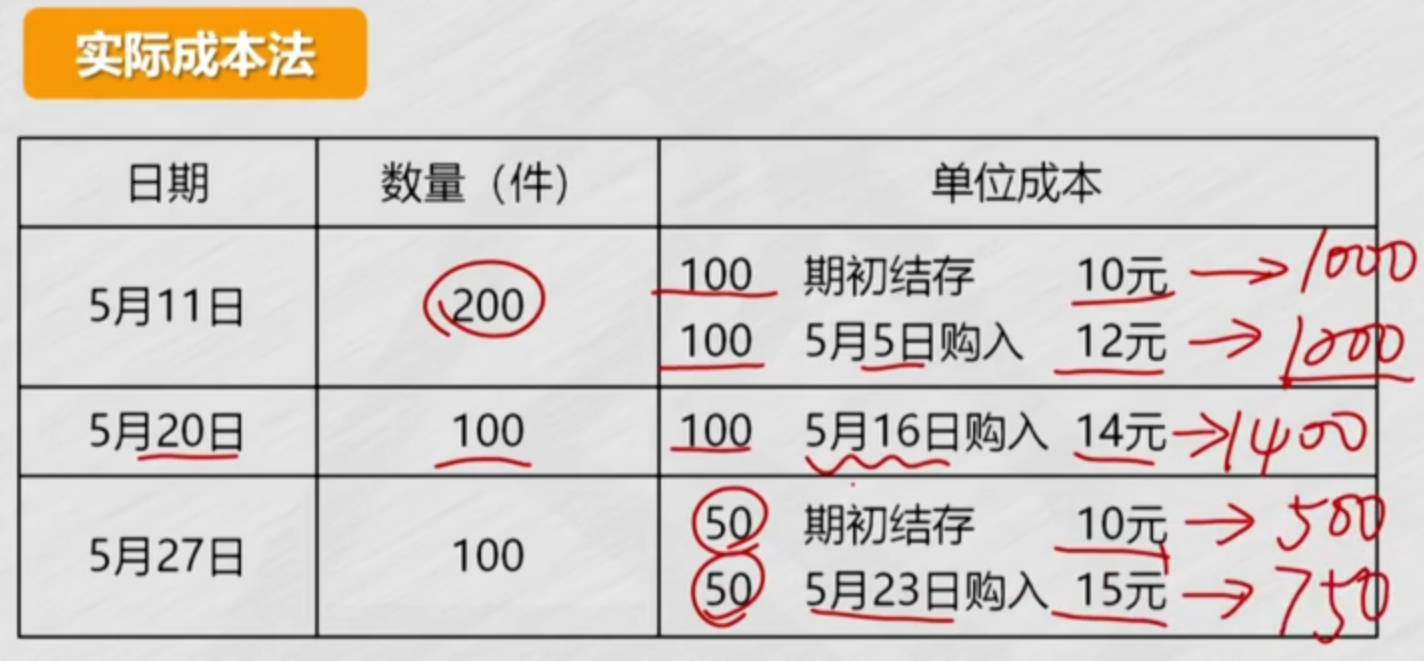 实际成本法
日期 数量（件） 单位成本
5月11日 200 100 期初结存 10元 → 1000
100 5月5日购入 12元 → 1000
5月20日 100 100 5月16日购入 14元 → 1400
5月27日 100 50 期初结存 10元 → 500
50 5月23日购入 15元 → 750